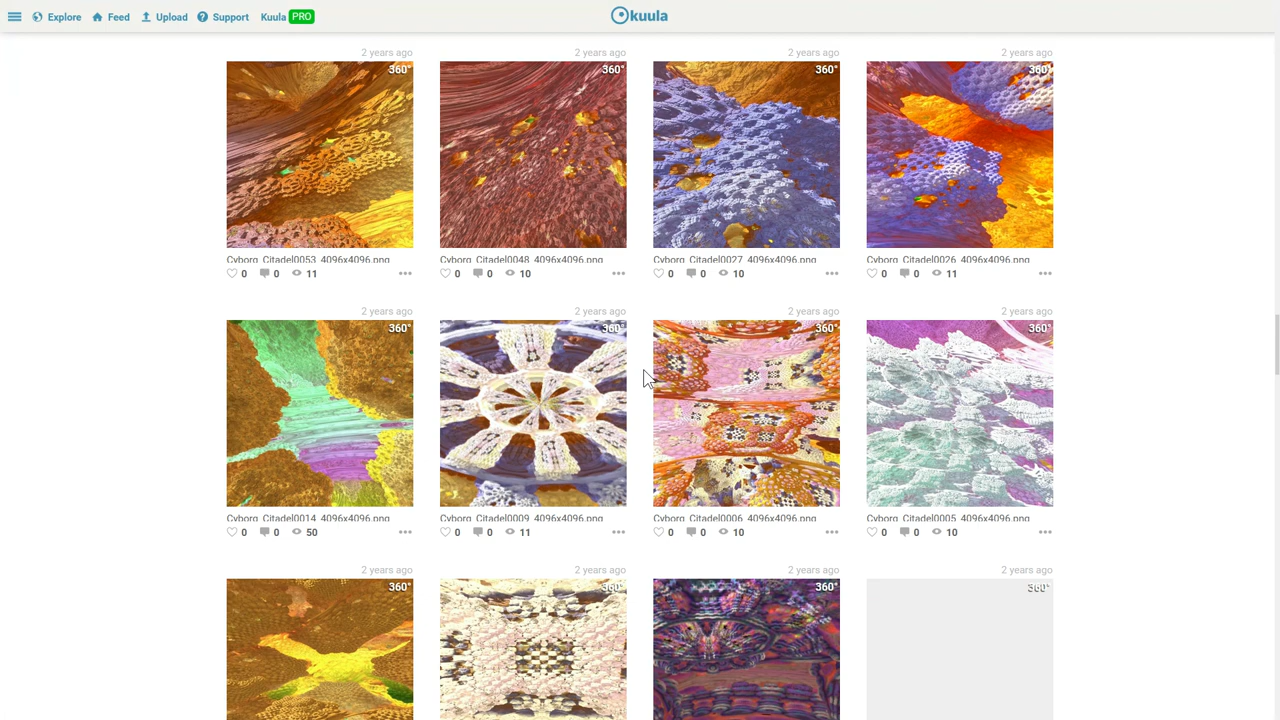 Explore Feed Upload Support Kuula PRO kuula
2 years ago 2 years ago 2 years ago 2 years ago
360° 360° 360° 360°
Cyborg_Citadel0053_4096x4096.png Cyborg_Citadel0048_4096x4096.png Cyborg_Citadel0027_4096x4096.png Cyborg_Citadel0026_4096x4096.png
0 0 11 0 0 10 0 0 10 0 0 11
2 years ago 2 years ago 2 years ago 2 years ago
360° 360° 360° 360°
Cyborg_Citadel0014_4096x4096.png Cyborg_Citadel0009_4096x4096.png Cyborg_Citadel0006_4096x4096.png Cyborg_Citadel0005_4096x4096.png
0 0 50 0 0 11 0 0 10 0 0 10
2 years ago 2 years ago 2 years ago 2 years ago
360° 360° 360° 360°